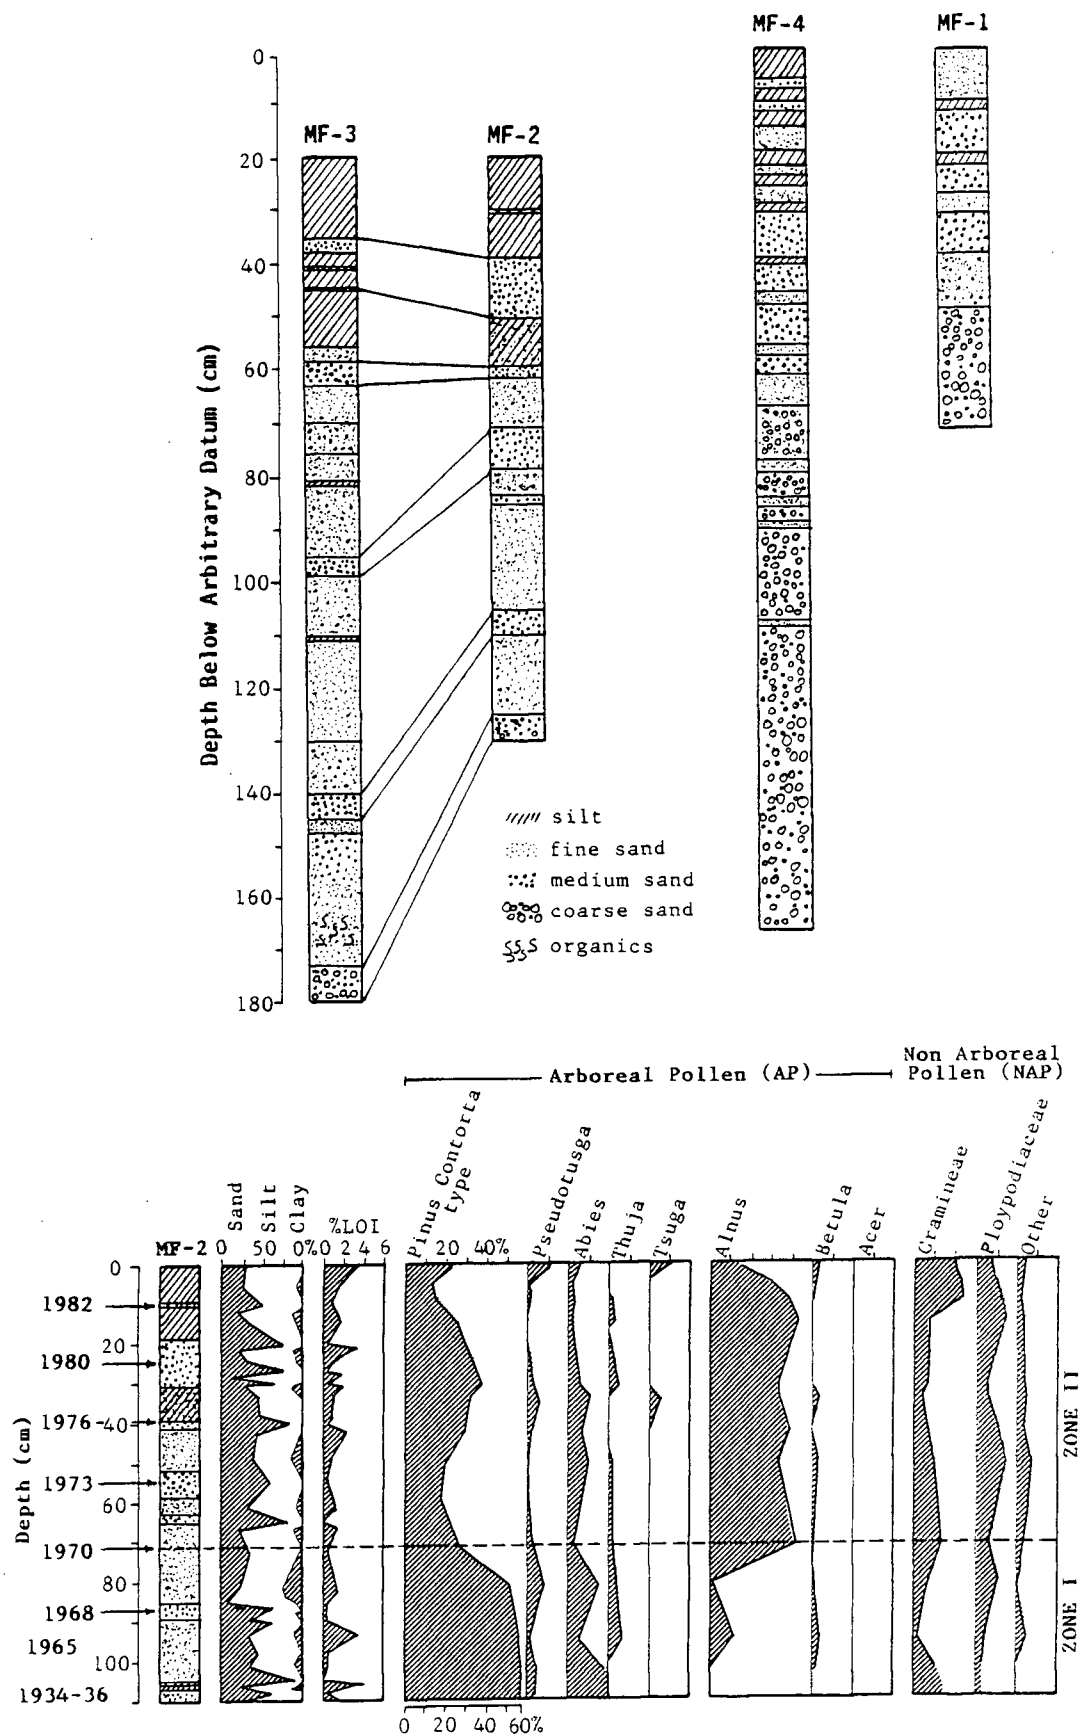 MF-4 MF-1
0
MF-3 MF-2
20
40
60
80
100
120
140
160
180
Depth Below Arbitrary Datum (cm)
silt
fine sand
medium sand
coarse sand
organics
Non Arboreal
Arboreal Pollen (AP) Pollen (NAP)
Sand
Silt
Clay
%LOI
Pinus Contorta
type
Pseudotusga
Abies
Thuja
Tsuga
Alnus
Betula
Acer
Gramineae
Ploypodiaceae
Other
MF-2 0 50 0% 0 2 4 6 20 40%
0
1982
20
1980
1976 40
1973
60
1970
80
1968
1965
100
1934-36
Depth (cm)
ZONE II
ZONE I
0 20 40 60%